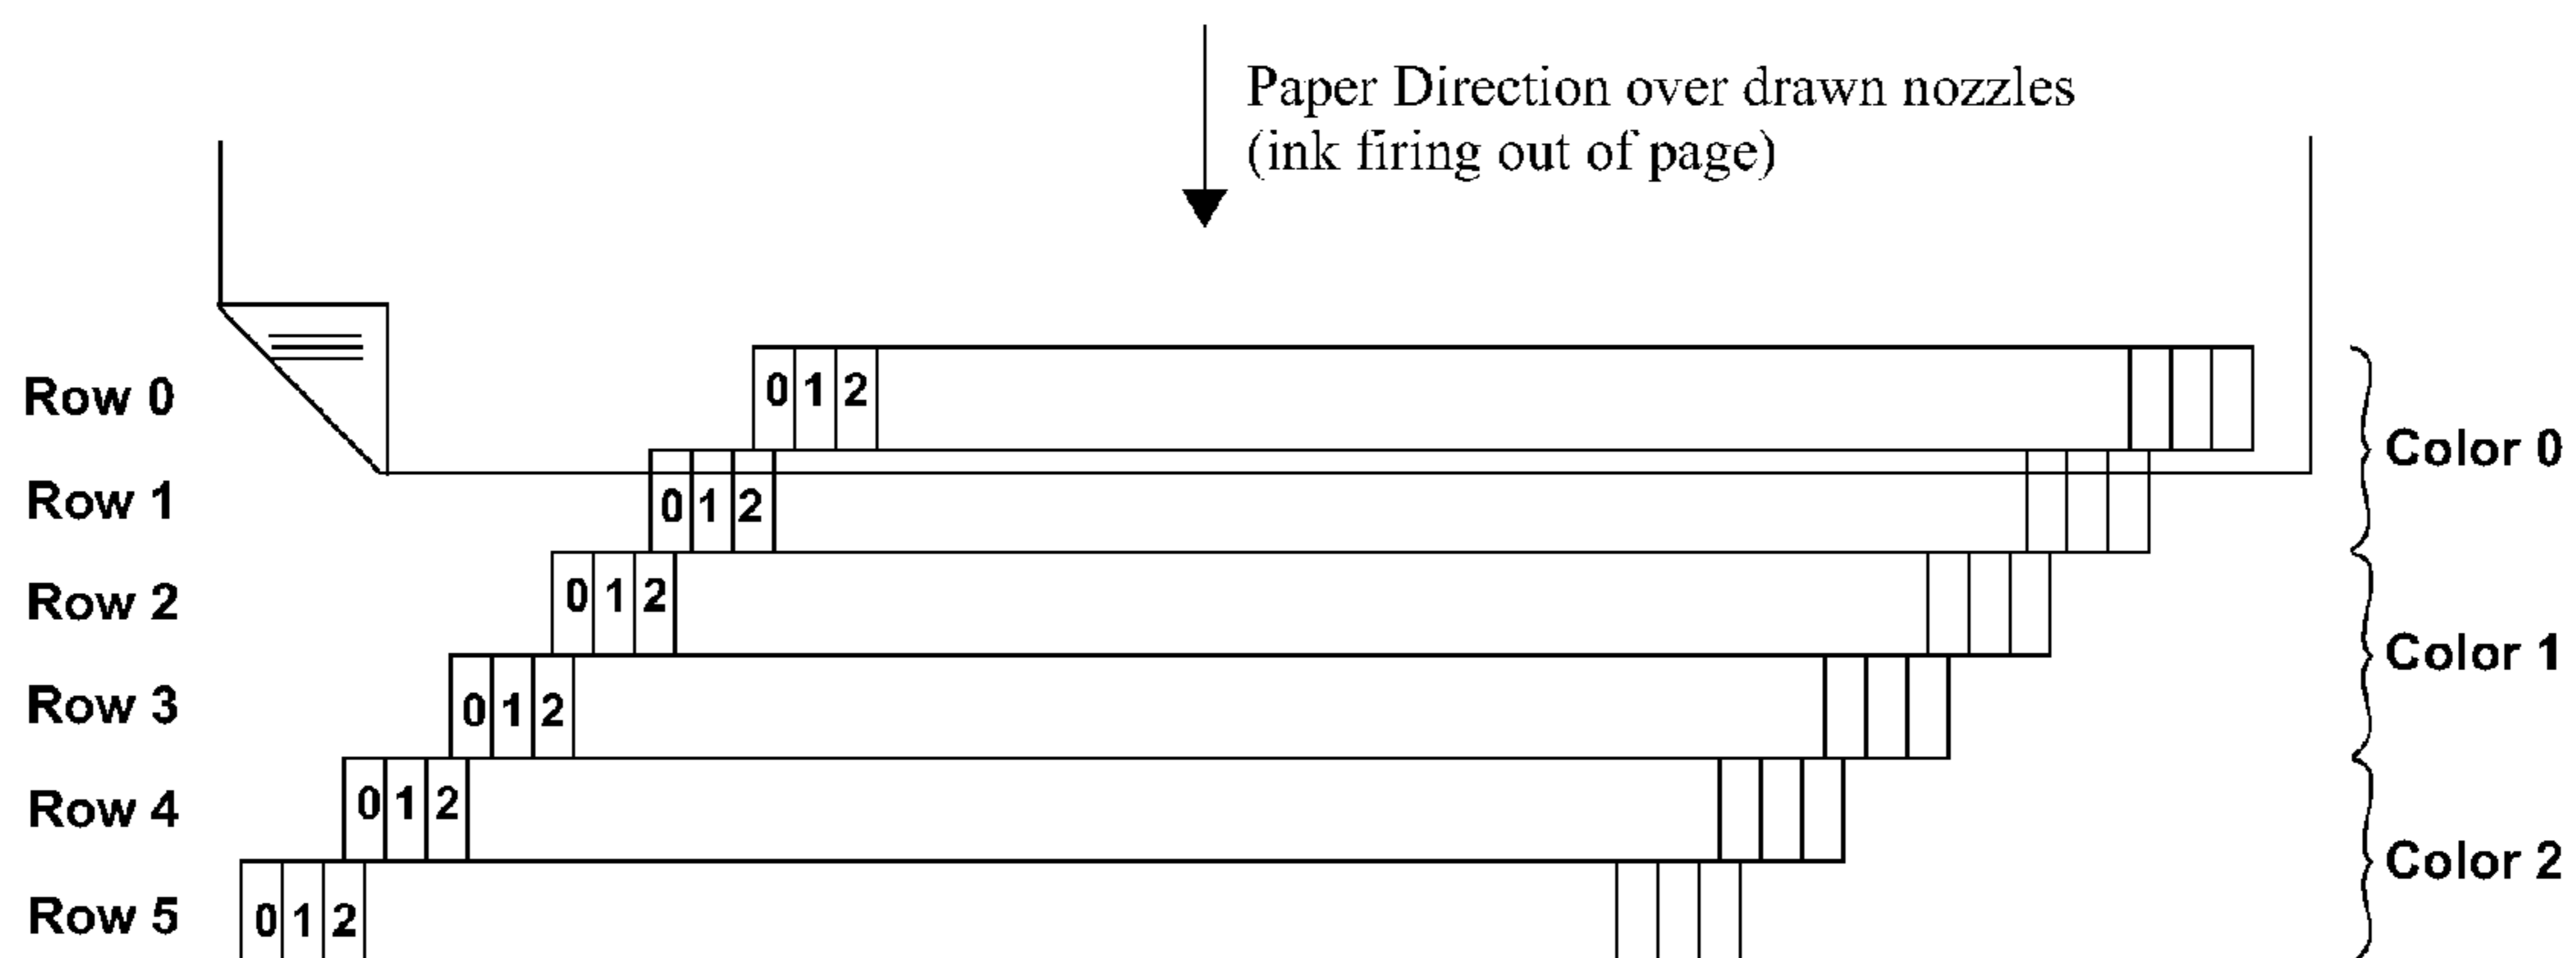 Paper Direction over drawn nozzles
(ink firing out of page)
Row 0
0 1 2
Color 0
Row 1
0 1 2
Row 2
0 1 2
Color 1
Row 3
0 1 2
Row 4
0 1 2
Color 2
Row 5
0 1 2